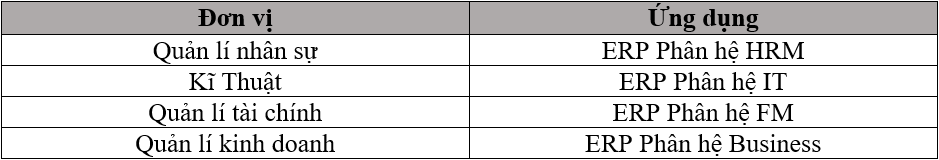 Đơn vị Ứng dụng
Quản lí nhân sự ERP Phân hệ HRM
Kĩ Thuật ERP Phân hệ IT
Quản lí tài chính ERP Phân hệ FM
Quản lí kinh doanh ERP Phân hệ Business